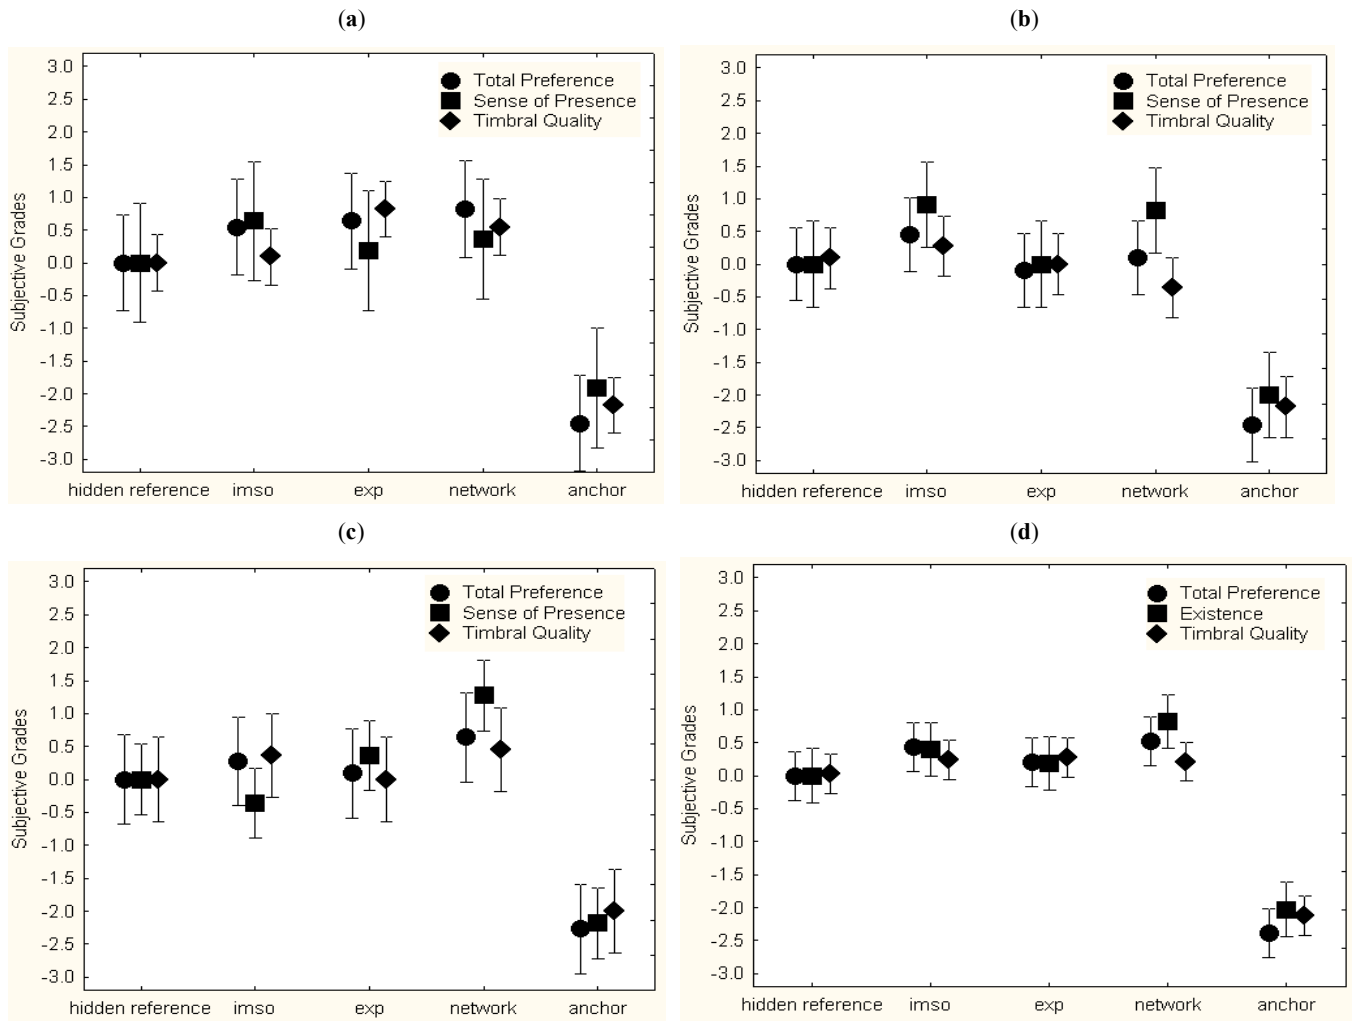 (a)
Subjective Grades
3.0
2.5
2.0
1.5
1.0
0.5
0.0
-0.5
-1.0
-1.5
-2.0
-2.5
-3.0
Total Preference
Sense of Presence
Timbral Quality
hidden reference imso exp network anchor
(b)
Subjective Grades
3.0
2.5
2.0
1.5
1.0
0.5
0.0
-0.5
-1.0
-1.5
-2.0
-2.5
-3.0
Total Preference
Sense of Presence
Timbral Quality
hidden reference imso exp network anchor
(c)
Subjective Grades
3.0
2.5
2.0
1.5
1.0
0.5
0.0
-0.5
-1.0
-1.5
-2.0
-2.5
-3.0
Total Preference
Sense of Presence
Timbral Quality
hidden reference imso exp network anchor
(d)
Subjective Grades
3.0
2.5
2.0
1.5
1.0
0.5
0.0
-0.5
-1.0
-1.5
-2.0
-2.5
-3.0
Total Preference
Existence
Timbral Quality
hidden reference imso exp network anchor